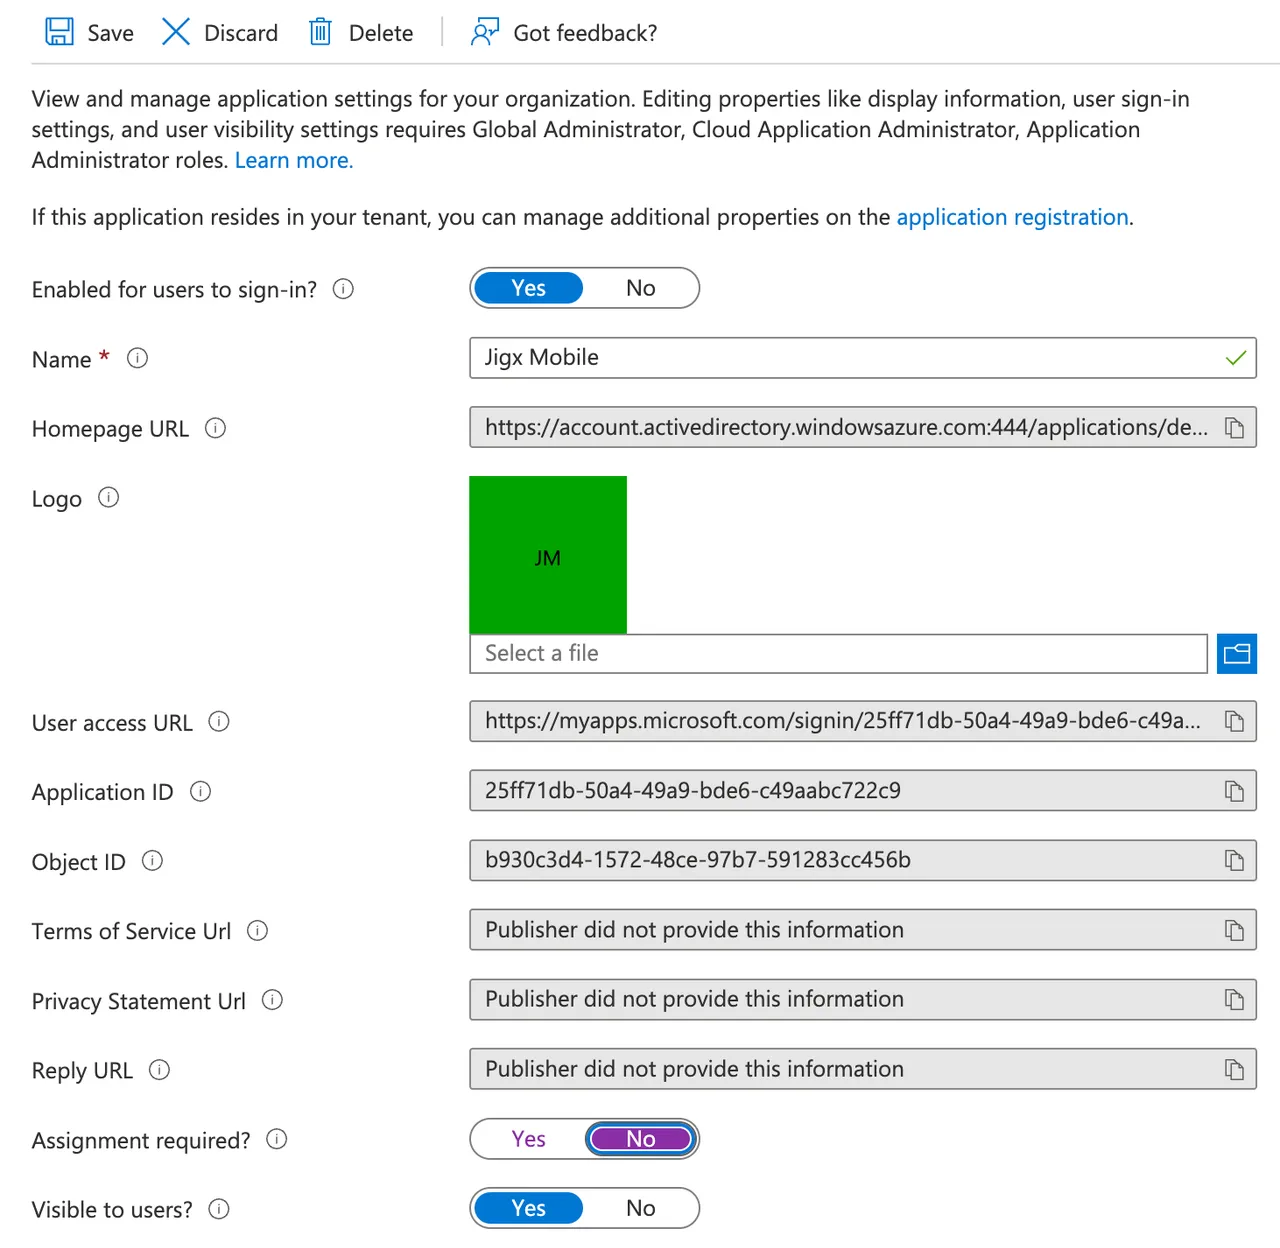 Save Discard Delete Got feedback?
View and manage application settings for your organization. Editing properties like display information, user sign-in
settings, and user visibility settings requires Global Administrator, Cloud Application Administrator, Application
Administrator roles. Learn more.
If this application resides in your tenant, you can manage additional properties on the application registration.
Enabled for users to sign-in? Yes No
Name * Jigx Mobile
Homepage URL https://account.activedirectory.windowsazure.com:444/applications/de...
Logo
JM
Select a file
User access URL https://myapps.microsoft.com/signin/25ff71db-50a4-49a9-bde6-c49a...
Application ID 25ff71db-50a4-49a9-bde6-c49aabc722c9
Object ID b930c3d4-1572-48ce-97b7-591283cc456b
Terms of Service Url Publisher did not provide this information
Privacy Statement Url Publisher did not provide this information
Reply URL Publisher did not provide this information
Assignment required? Yes No
Visible to users? Yes No